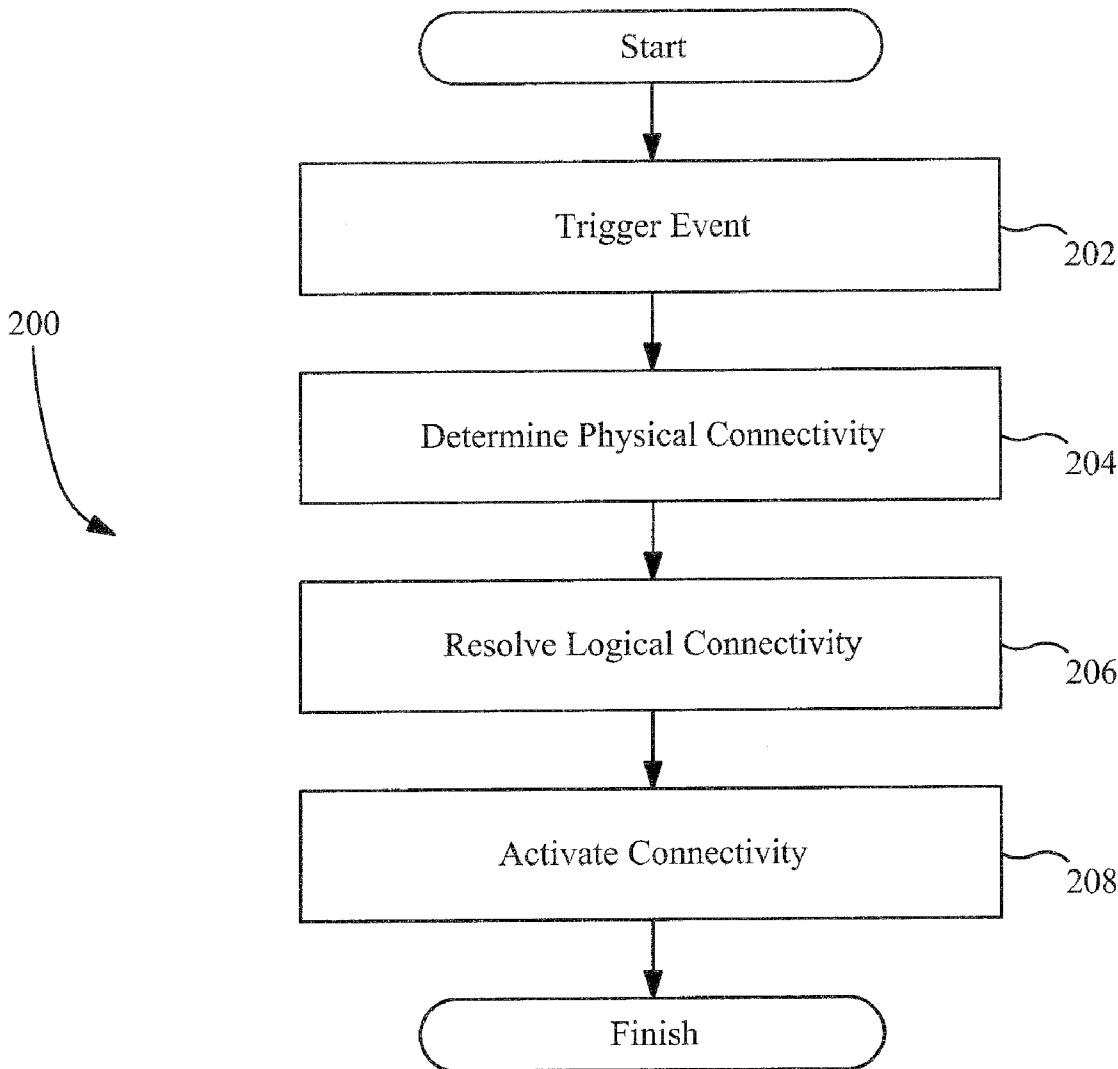 Start
Trigger Event
202
200
Determine Physical Connectivity
204
Resolve Logical Connectivity
206
Activate Connectivity
208
Finish